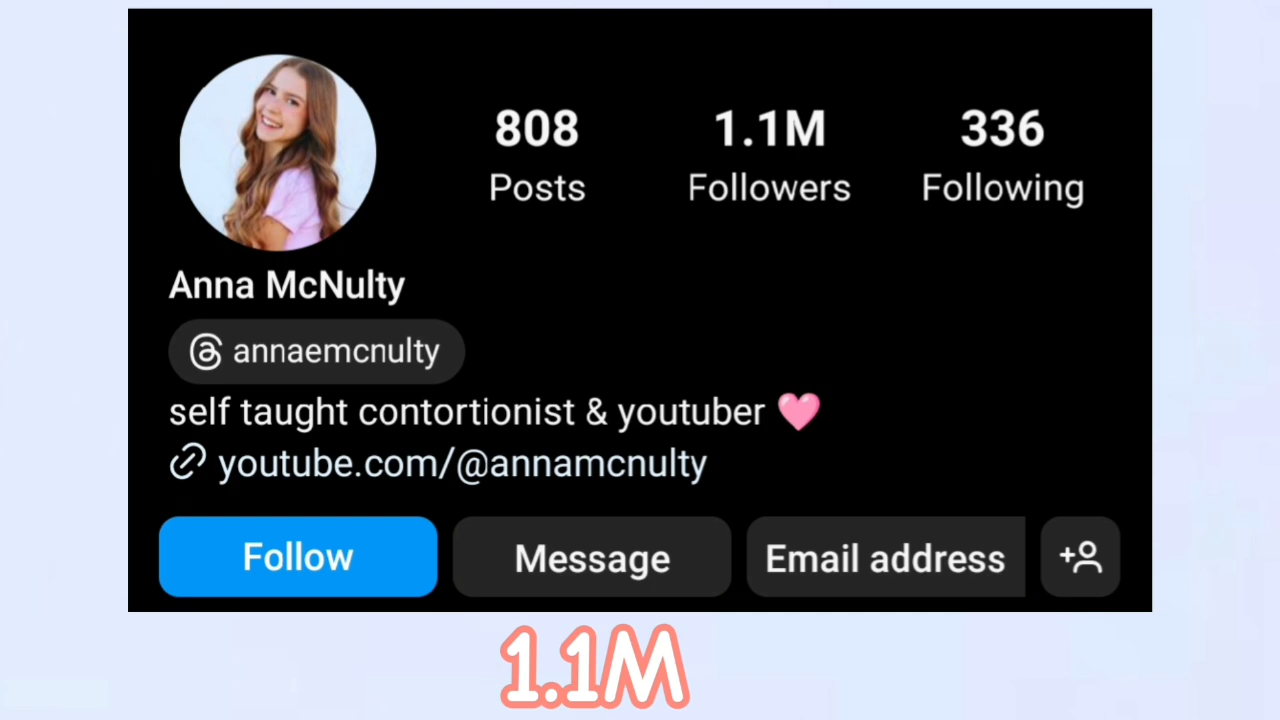 808 1.1M 336
Posts Followers Following
Anna McNulty
annaemcnulty
self taught contortionist & youtuber 🩷
youtube.com/@annamcnulty
Follow Message Email address
1.1M